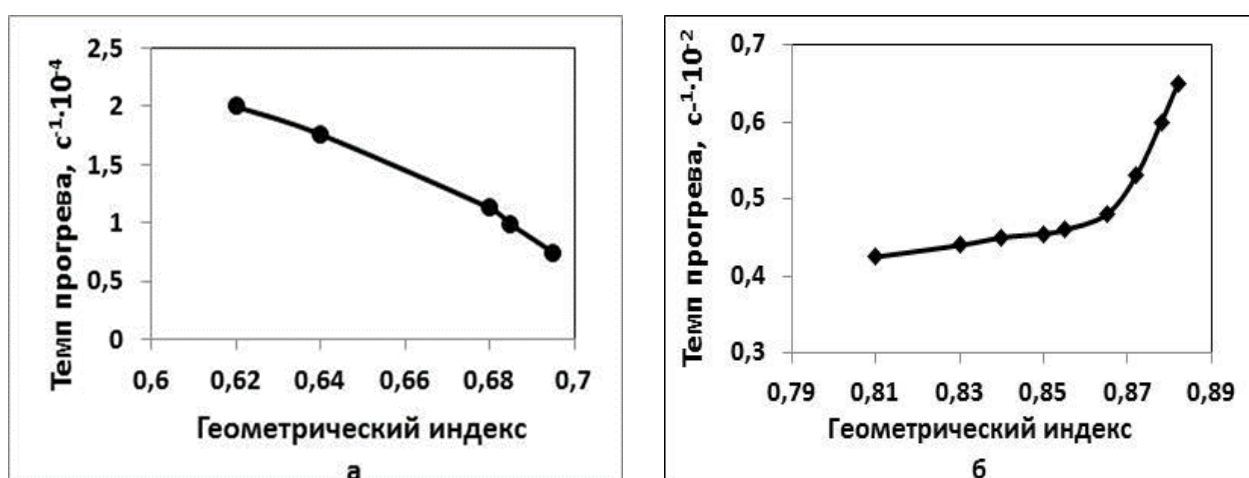 Темп прогрева, с-1·10-4
2,5
2
1,5
1
0,5
0
0,6 0,62 0,64 0,66 0,68 0,7
Геометрический индекс
а
Темп прогрева, с-1·10-2
0,7
0,6
0,5
0,4
0,3
0,79 0,81 0,83 0,85 0,87 0,89
Геометрический индекс
б